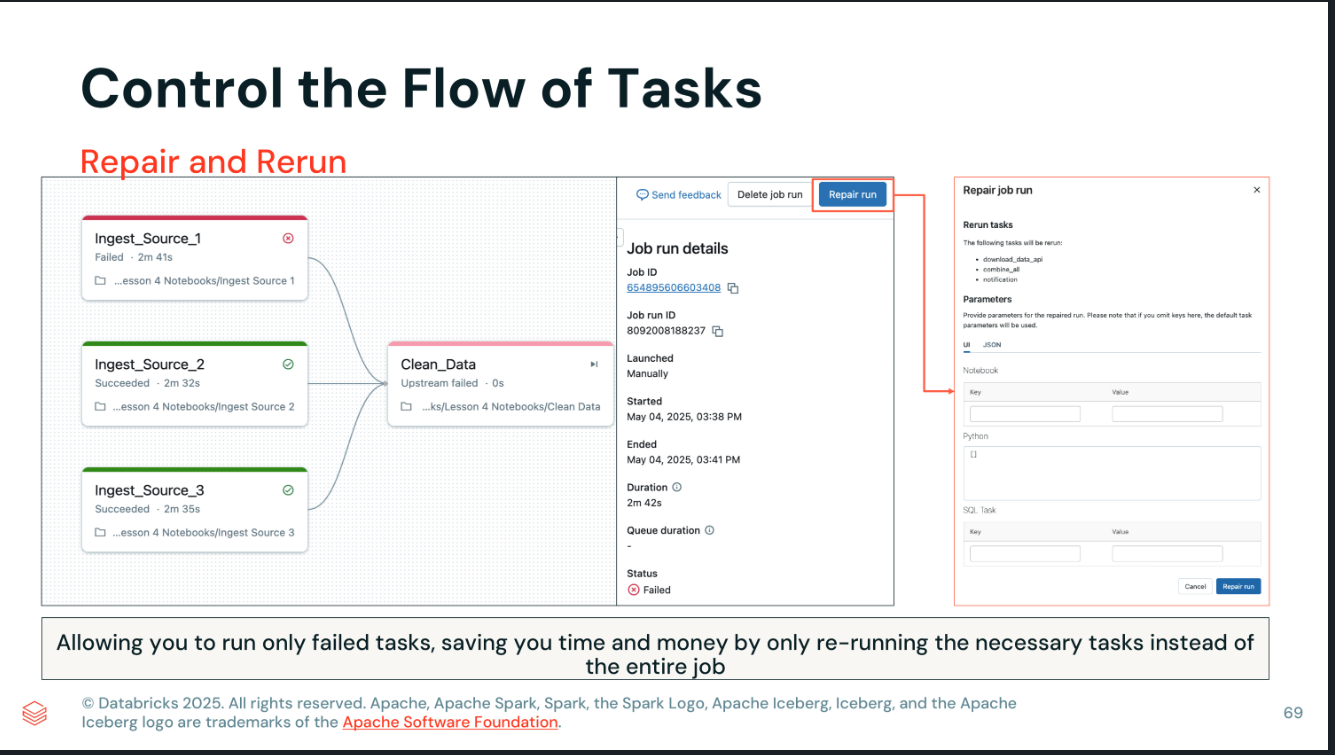 Control the Flow of Tasks
Repair and Rerun
Ingest_Source_1
Failed · 2m 41s
...esson 4 Notebooks/Ingest Source 1
Ingest_Source_2
Succeeded · 2m 32s
...esson 4 Notebooks/Ingest Source 2
Ingest_Source_3
Succeeded · 2m 35s
...esson 4 Notebooks/Ingest Source 3
Clean_Data
Upstream failed · 0s
...ks/Lesson 4 Notebooks/Clean Data
Send feedback
Delete job run
Repair run
Job run details
Job ID
654895606603408
Job run ID
8092008188237
Launched
Manually
Started
May 04, 2025, 03:38 PM
Ended
May 04, 2025, 03:41 PM
Duration
2m 42s
Queue duration
-
Status
Failed
Repair job run
Rerun tasks
The following tasks will be rerun:
• download_data_api
• combine_all
• notification
Parameters
Provide parameters for the repaired run. Please note that if you omit keys here, the default task
parameters will be used.
UI JSON
Notebook
Key Value
Python
[]
SQL Task
Key Value
Cancel Repair run
Allowing you to run only failed tasks, saving you time and money by only re-running the necessary tasks instead of
the entire job
© Databricks 2025. All rights reserved. Apache, Apache Spark, Spark, the Spark Logo, Apache Iceberg, Iceberg, and the Apache
Iceberg logo are trademarks of the Apache Software Foundation.
69